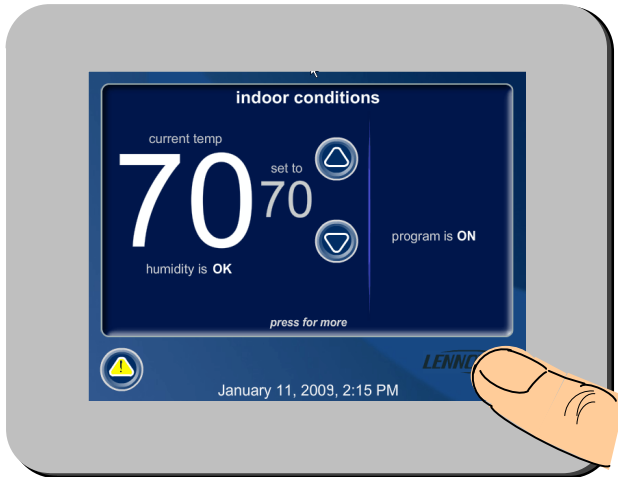 indoor conditions
current temp
70
set to
70
humidity is OK
program is ON
press for more
!
January 11, 2009, 2:15 PM